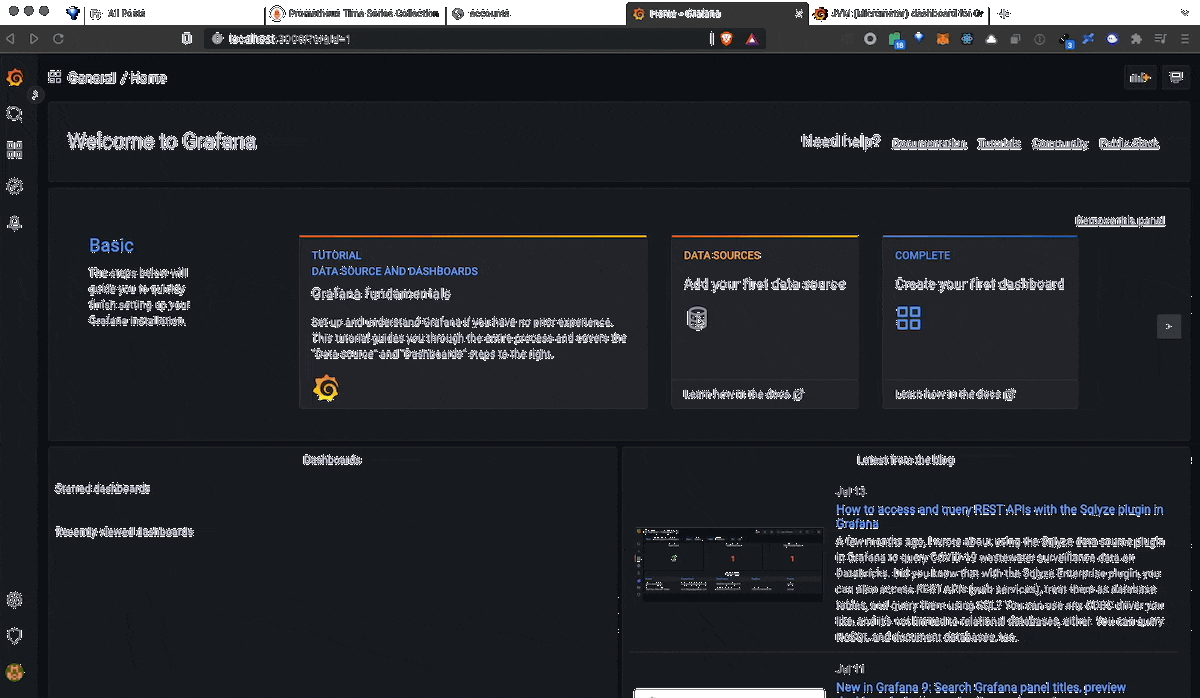 All Posts
Prometheus Time Series Collection
accounts
Home - Grafana
JVM (Micrometer) dashboard for Gr
localhost:3000/?orgId=1
18
3
General / Home
Welcome to Grafana
Need help?
Documentation
Tutorials
Community
Public Slack
Remove this panel
Basic
The steps below will
guide you to quickly
finish setting up your
Grafana installation.
TUTORIAL
DATA SOURCE AND DASHBOARDS
Grafana fundamentals
Set up and understand Grafana if you have no prior experience.
This tutorial guides you through the entire process and covers the
"Data source" and "Dashboards" steps to the right.
DATA SOURCES
Add your first data source
Learn how in the docs
COMPLETE
Create your first dashboard
Learn how in the docs
Dashboards
Starred dashboards
Recently viewed dashboards
Latest from the blog
Jul 13
How to access and query REST APIs with the Sqlyze plugin in
Grafana
A few months ago, I wrote about using the Sqlyze data source plugin
in Grafana to query COVID-19 wastewater surveillance data on
Databricks. Did you know that with the Sqlyze Enterprise plugin, you
can also access REST APIs (web services), treat them as database
tables, and query them using SQL? You can use any ODBC driver you
like, and it's not limited to relational databases, either. You can query
NoSQL and document databases, too.
Jul 11
New in Grafana 9: Search Grafana panel titles, preview